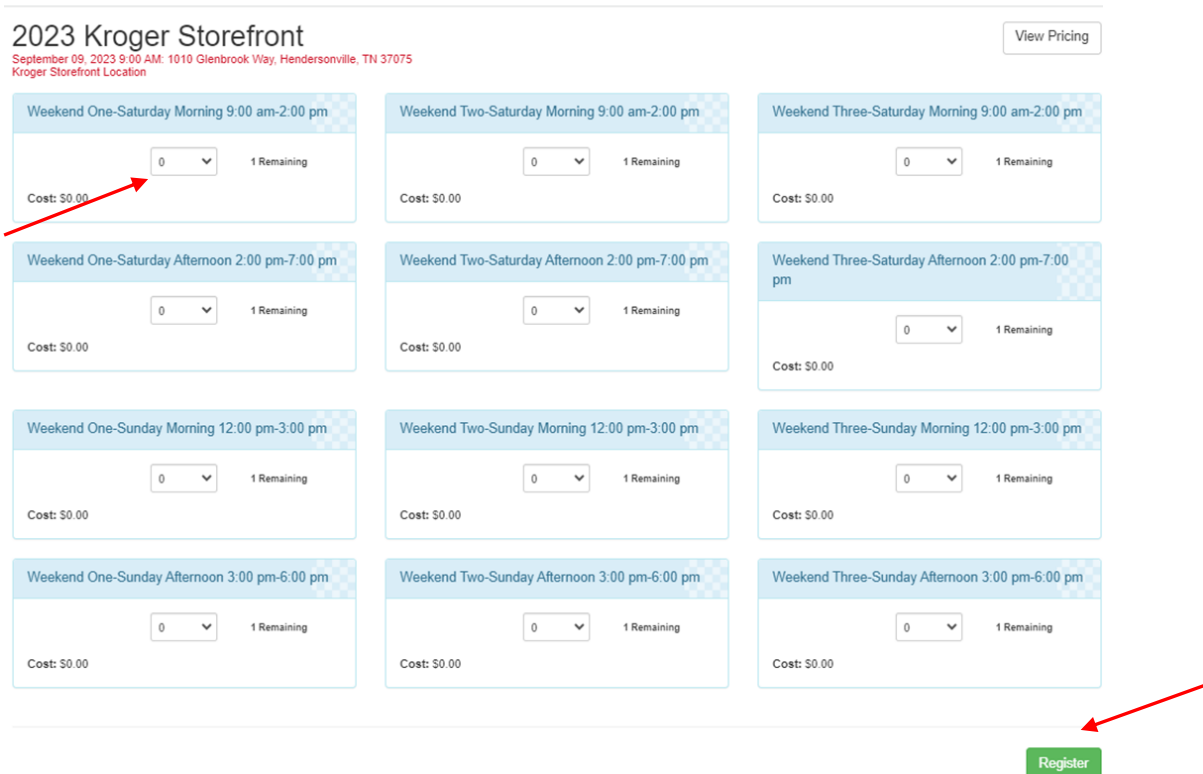 2023 Kroger Storefront
View Pricing
September 09, 2023 9:00 AM: 1010 Glenbrook Way, Hendersonville, TN 37075
Kroger Storefront Location
Weekend One-Saturday Morning 9:00 am-2:00 pm
0
1 Remaining
Cost: $0.00
Weekend Two-Saturday Morning 9:00 am-2:00 pm
0
1 Remaining
Cost: $0.00
Weekend Three-Saturday Morning 9:00 am-2:00 pm
0
1 Remaining
Cost: $0.00
Weekend One-Saturday Afternoon 2:00 pm-7:00 pm
0
1 Remaining
Cost: $0.00
Weekend Two-Saturday Afternoon 2:00 pm-7:00 pm
0
1 Remaining
Cost: $0.00
Weekend Three-Saturday Afternoon 2:00 pm-7:00
pm
0
1 Remaining
Cost: $0.00
Weekend One-Sunday Morning 12:00 pm-3:00 pm
0
1 Remaining
Cost: $0.00
Weekend Two-Sunday Morning 12:00 pm-3:00 pm
0
1 Remaining
Cost: $0.00
Weekend Three-Sunday Morning 12:00 pm-3:00 pm
0
1 Remaining
Cost: $0.00
Weekend One-Sunday Afternoon 3:00 pm-6:00 pm
0
1 Remaining
Cost: $0.00
Weekend Two-Sunday Afternoon 3:00 pm-6:00 pm
0
1 Remaining
Cost: $0.00
Weekend Three-Sunday Afternoon 3:00 pm-6:00 pm
0
1 Remaining
Cost: $0.00
Register